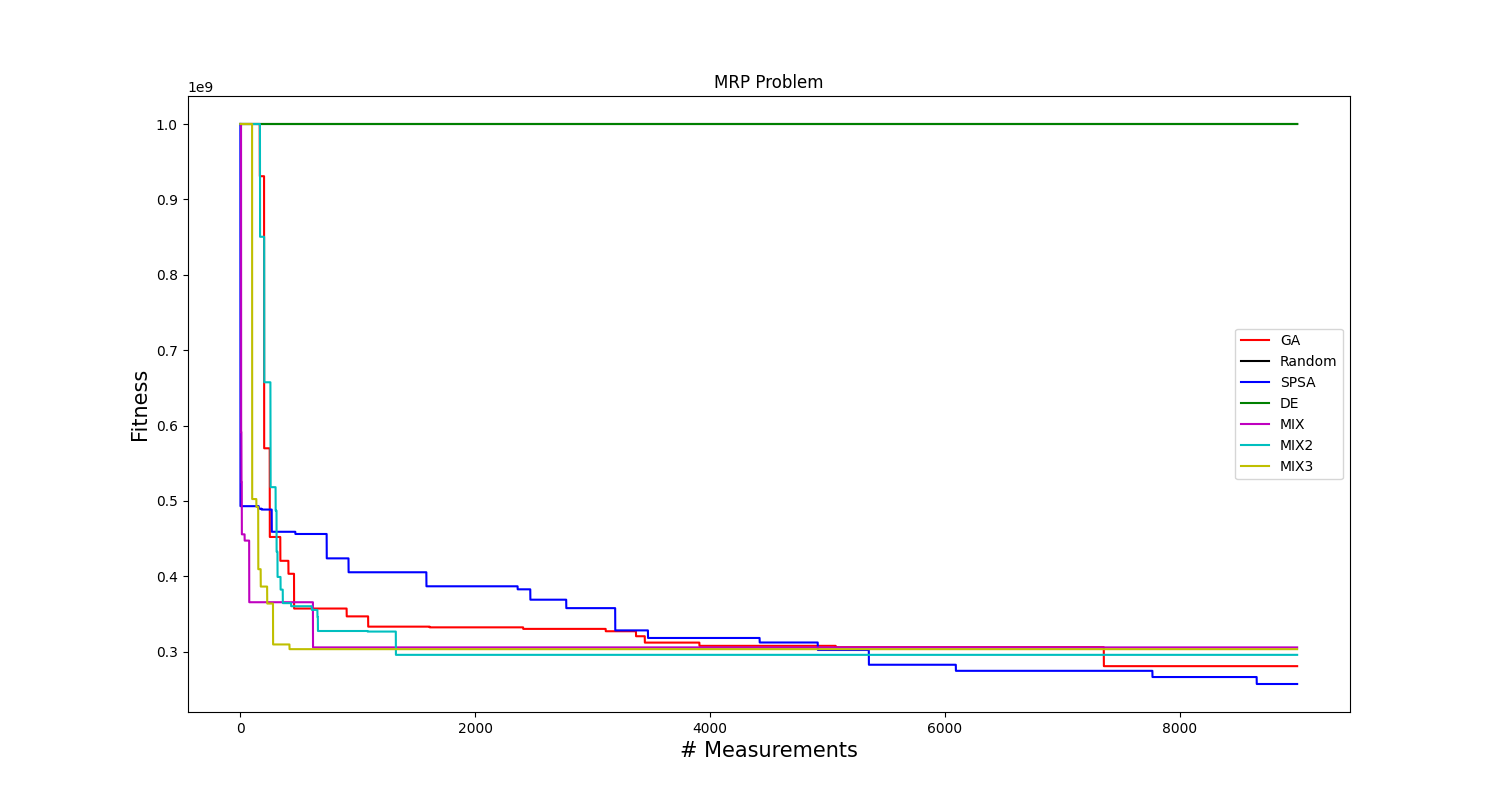 MRP Problem
1e9
1.0
0.9
0.8
0.7
0.6
0.5
0.4
0.3
Fitness
0
2000
4000
6000
8000
# Measurements
GA
Random
SPSA
DE
MIX
MIX2
MIX3